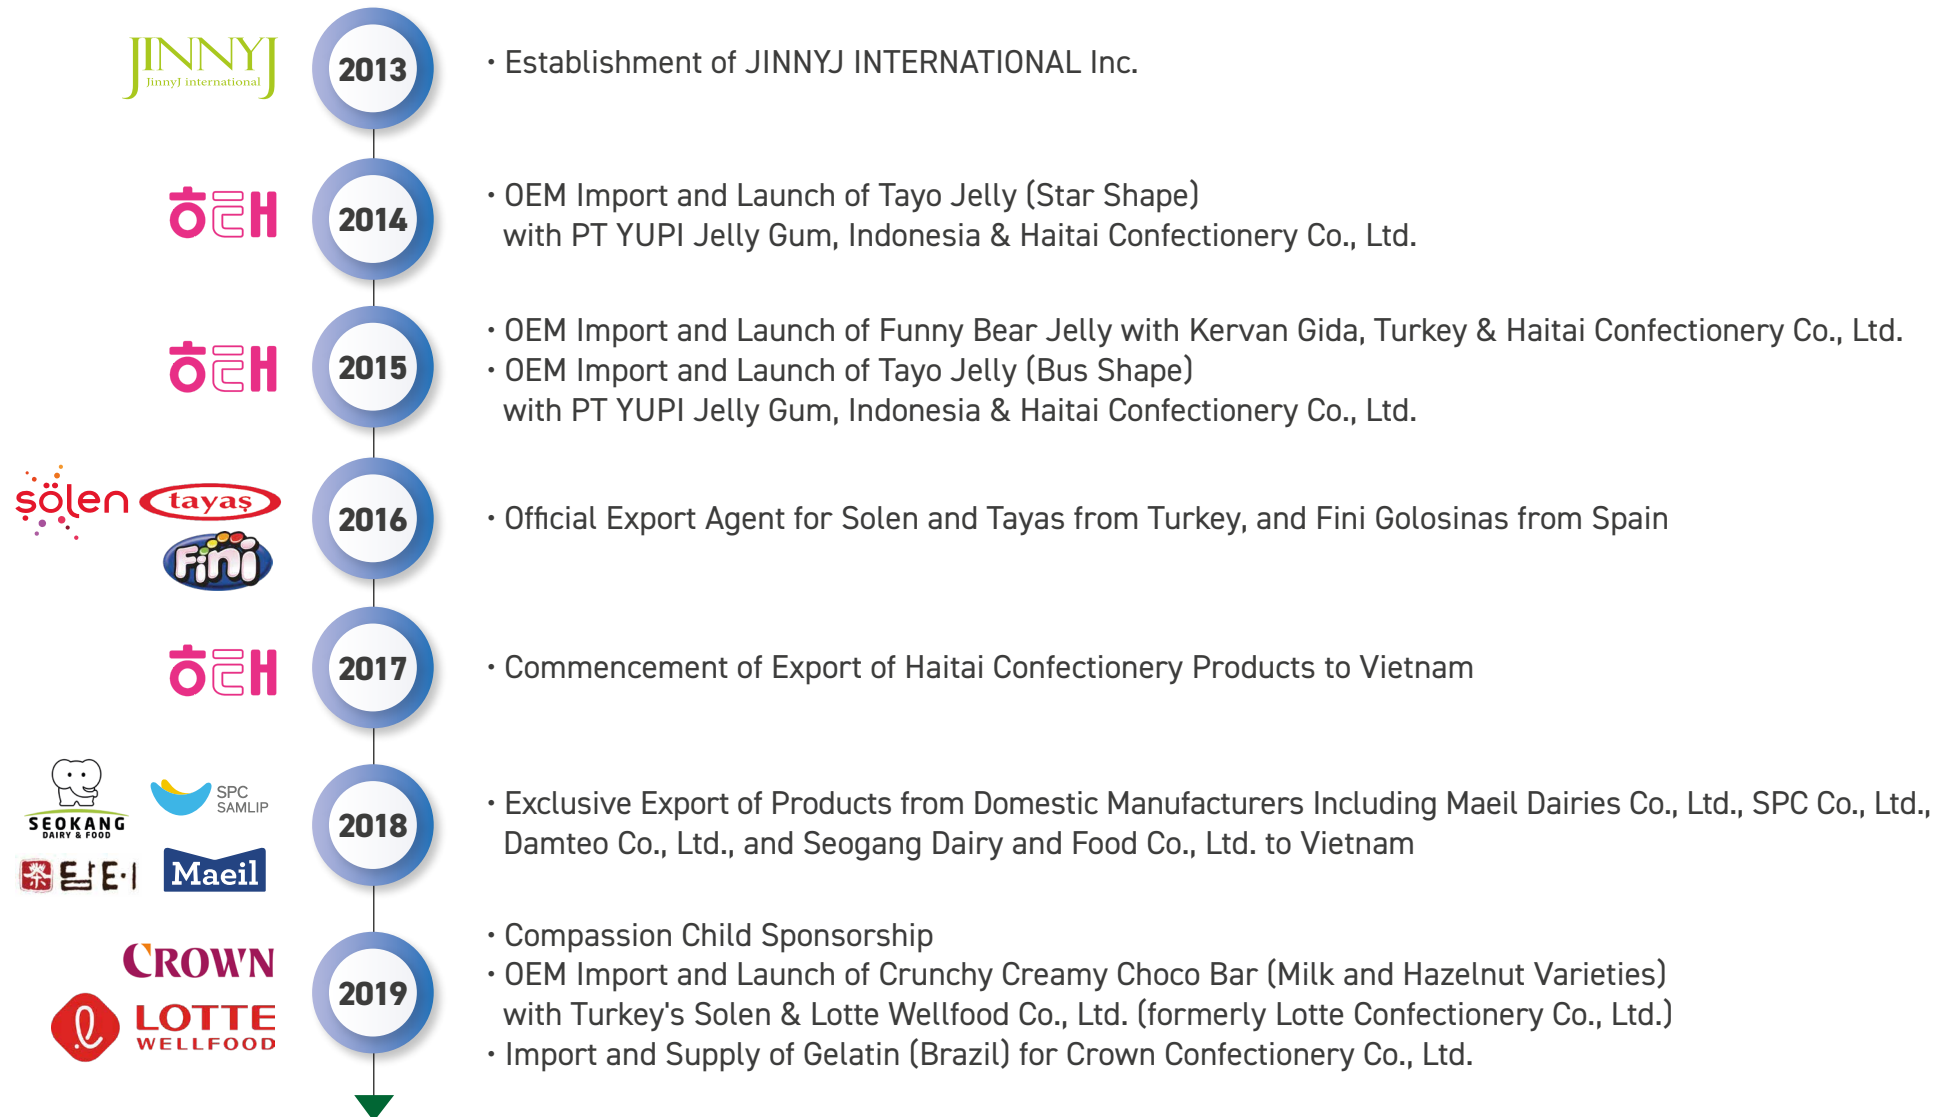 JINNYJ
JinnyJ international
2013
· Establishment of JINNYJ INTERNATIONAL Inc.
해태
2014
· OEM Import and Launch of Tayo Jelly (Star Shape)
with PT YUPI Jelly Gum, Indonesia & Haitai Confectionery Co., Ltd.
해태
2015
· OEM Import and Launch of Funny Bear Jelly with Kervan Gida, Turkey & Haitai Confectionery Co., Ltd.
· OEM Import and Launch of Tayo Jelly (Bus Shape)
with PT YUPI Jelly Gum, Indonesia & Haitai Confectionery Co., Ltd.
şölen
tayaş
Fini
2016
· Official Export Agent for Solen and Tayas from Turkey, and Fini Golosinas from Spain
해태
2017
· Commencement of Export of Haitai Confectionery Products to Vietnam
SEOKANG
DAIRY & FOOD
SPC
SAMLIP
茶 담터
Maeil
2018
· Exclusive Export of Products from Domestic Manufacturers Including Maeil Dairies Co., Ltd., SPC Co., Ltd.,
Damteo Co., Ltd., and Seogang Dairy and Food Co., Ltd. to Vietnam
CROWN
LOTTE
WELLFOOD
2019
· Compassion Child Sponsorship
· OEM Import and Launch of Crunchy Creamy Choco Bar (Milk and Hazelnut Varieties)
with Turkey's Solen & Lotte Wellfood Co., Ltd. (formerly Lotte Confectionery Co., Ltd.)
· Import and Supply of Gelatin (Brazil) for Crown Confectionery Co., Ltd.